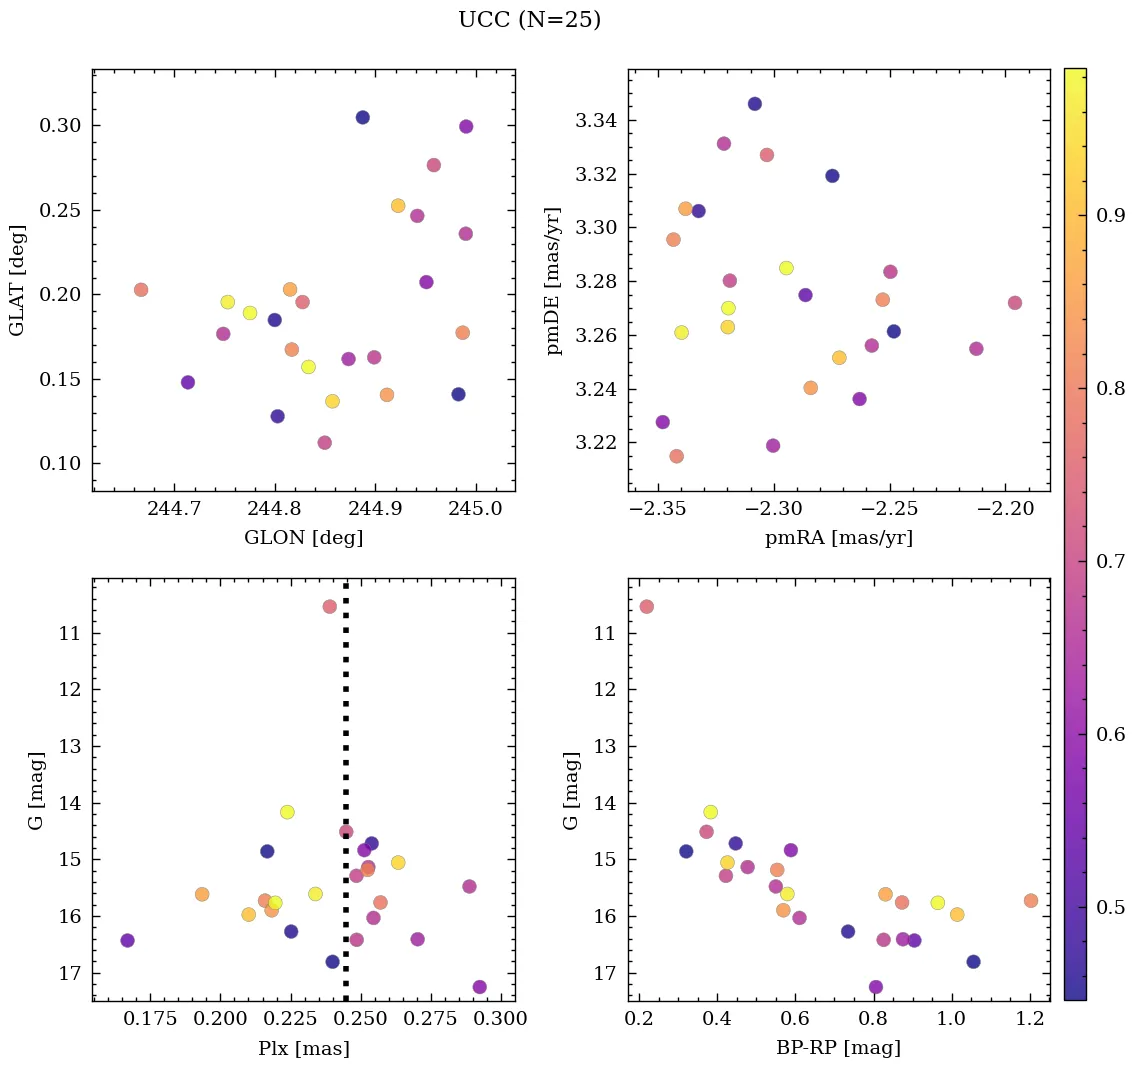 UCC (N=25)
0.30
0.25
0.20
0.15
0.10
GLAT [deg]
244.7 244.8 244.9 245.0
GLON [deg]
3.34
3.32
3.30
3.28
3.26
3.24
3.22
pmDE [mas/yr]
−2.35 −2.30 −2.25 −2.20
pmRA [mas/yr]
0.9
0.8
0.7
0.6
0.5
11
12
13
14
15
16
17
G [mag]
0.175 0.200 0.225 0.250 0.275 0.300
Plx [mas]
11
12
13
14
15
16
17
G [mag]
0.2 0.4 0.6 0.8 1.0 1.2
BP-RP [mag]